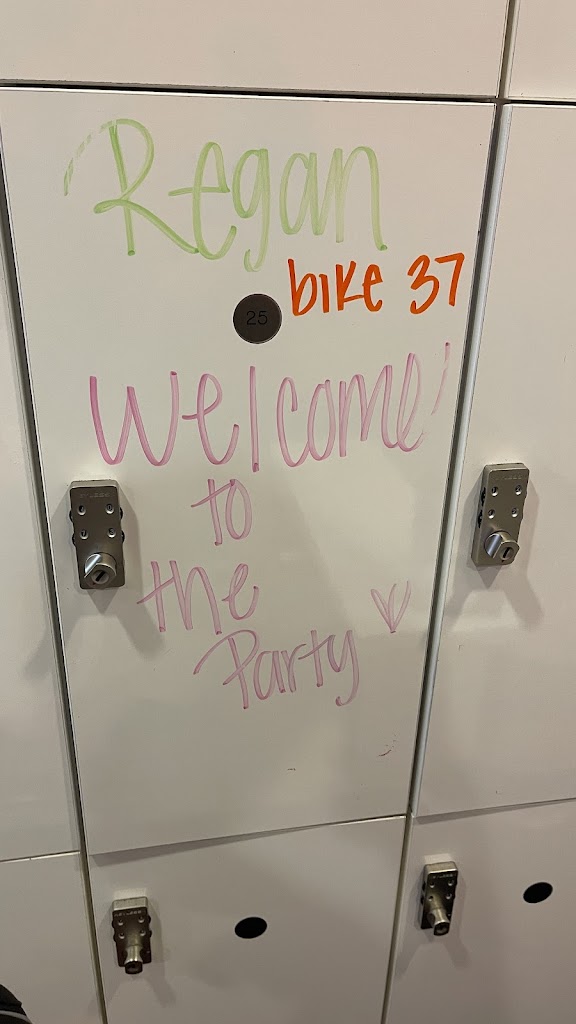 Regan
bike 37
25
Welcome
to
the
Party